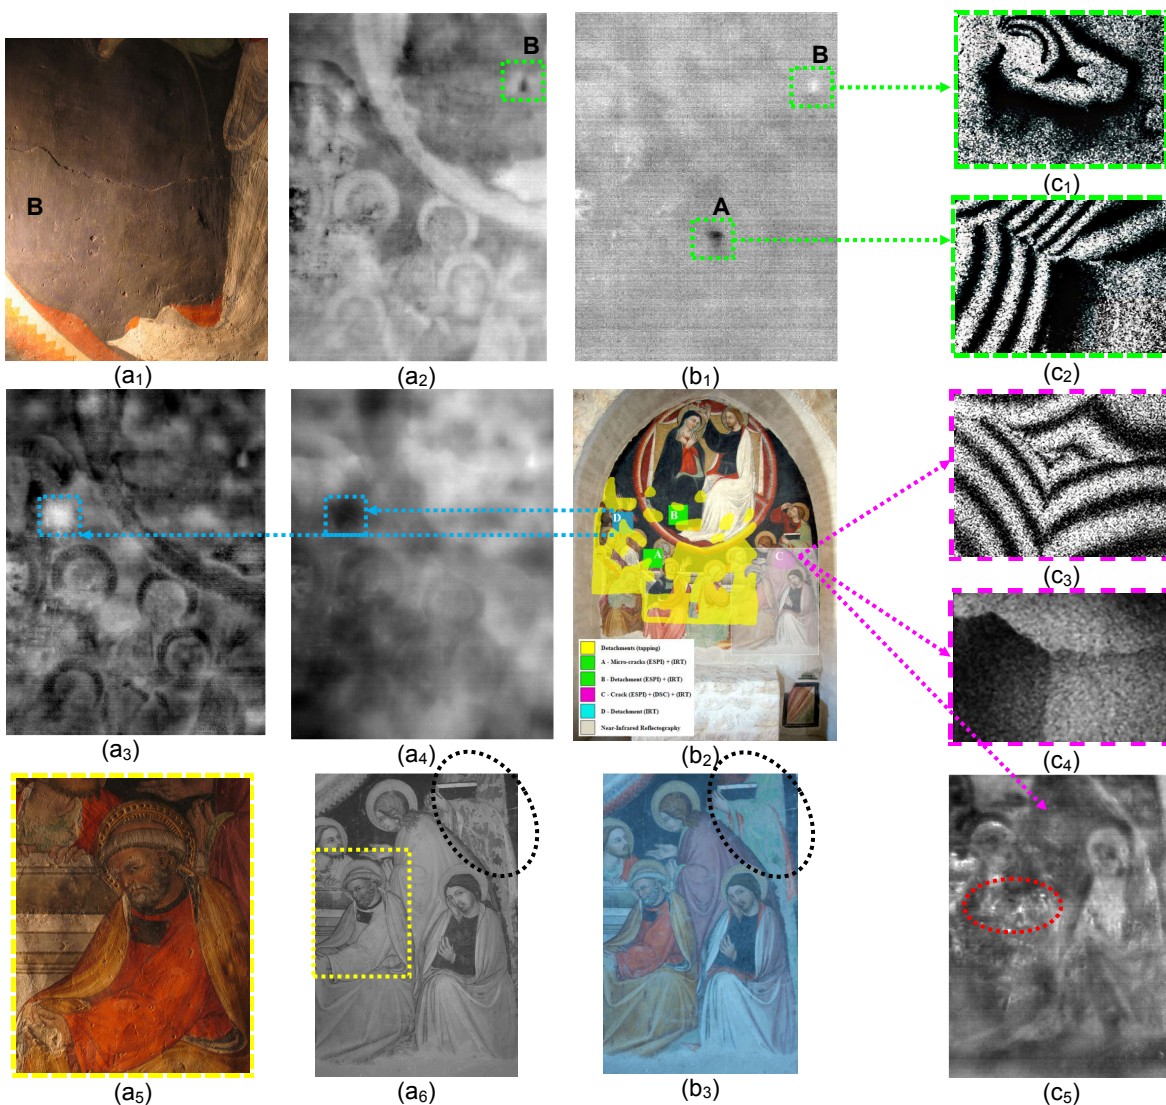 B
B
B
A
(a1)
(a2)
(b1)
(c1)
(c2)
D
B
A
C
Detachments (tapping)
A - Micro-cracks (ESPI) + (IRT)
B - Detachment (ESPI) + (IRT)
C - Crack (ESPI) + (DSC) + (IRT)
D - Detachment (IRT)
Near-Infrared Reflectography
(a3)
(a4)
(b2)
(c3)
(c4)
(a5)
(a6)
(b3)
(c5)